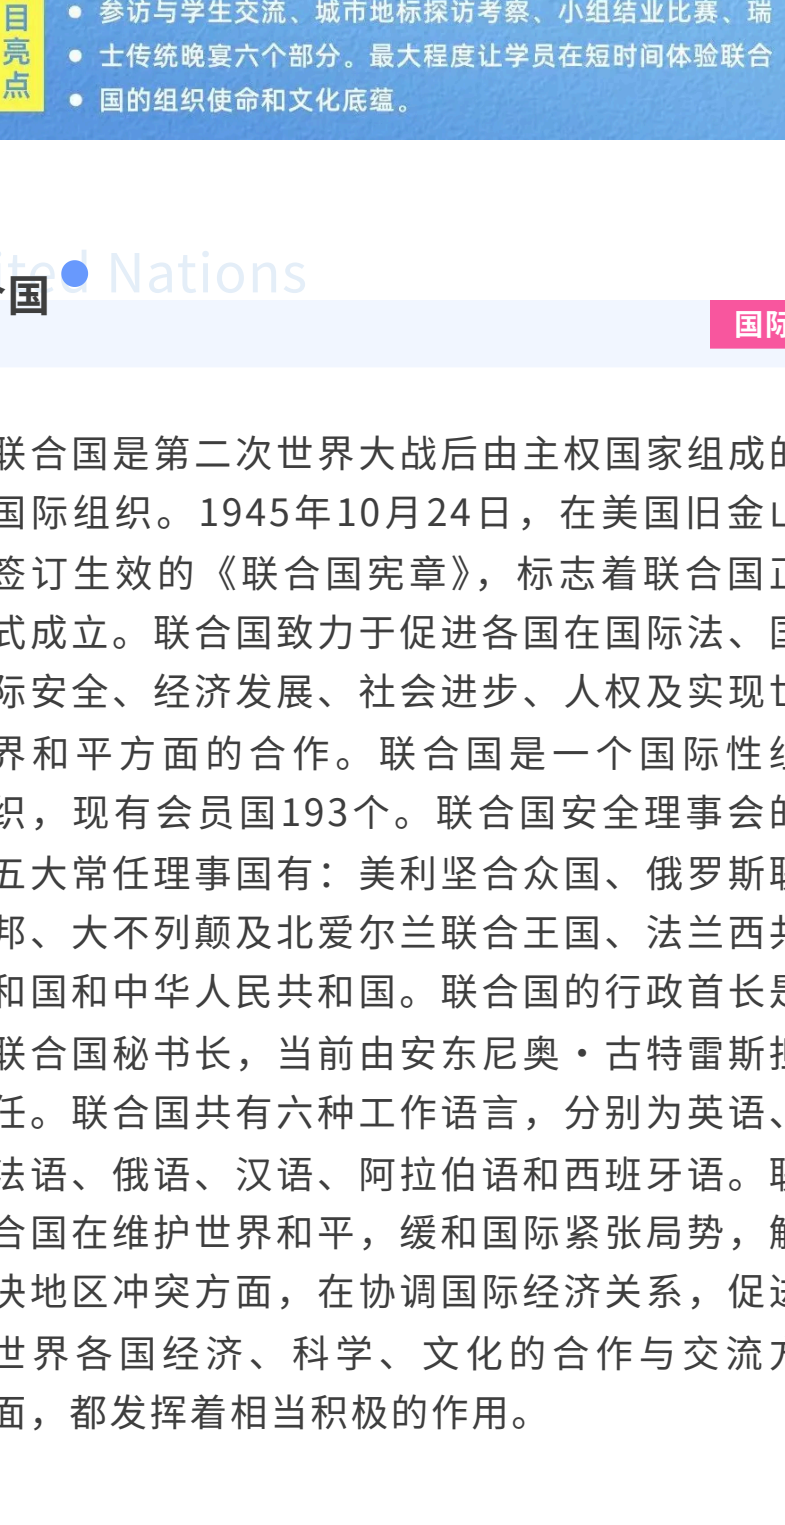 目亮点
参访与学生交流、城市地标探访考察、小组结业比赛、瑞
士传统晚宴六个部分。最大程度让学员在短时间体验联合
国的组织使命和文化底蕴。
ited Nations
合国
国际
联合国是第二次世界大战后由主权国家组成的
国际组织。1945年10月24日，在美国旧金山
签订生效的《联合国宪章》，标志着联合国正
式成立。联合国致力于促进各国在国际法、国
际安全、经济发展、社会进步、人权及实现世
界和平方面的合作。联合国是一个国际性组
织，现有会员国193个。联合国安全理事会的
五大常任理事国有：美利坚合众国、俄罗斯联
邦、大不列颠及北爱尔兰联合王国、法兰西共
和国和中华人民共和国。联合国的行政首长是
联合国秘书长，当前由安东尼奥·古特雷斯担
任。联合国共有六种工作语言，分别为英语、
法语、俄语、汉语、阿拉伯语和西班牙语。联
合国在维护世界和平，缓和国际紧张局势，解
决地区冲突方面，在协调国际经济关系，促进
世界各国经济、科学、文化的合作与交流方
面，都发挥着相当积极的作用。